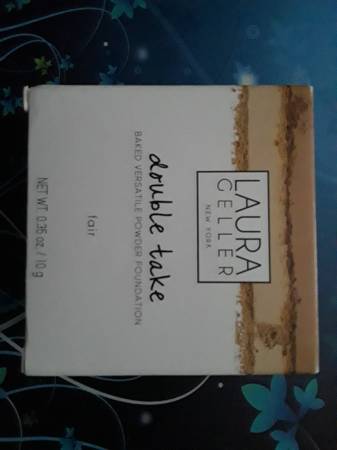 LAURA
GELLER
NEW YORK
double take
BAKED VERSATILE POWDER FOUNDATION
fair
NET WT. 0.35 oz. / 10 g